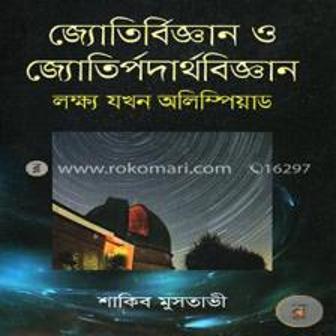 জ্যোতির্বিজ্ঞান ও
জ্যোতির্পদার্থবিজ্ঞান
লক্ষ্য যখন অলিম্পিয়াড
www.rokomari.com 16297
শাকিব মুসতাভী